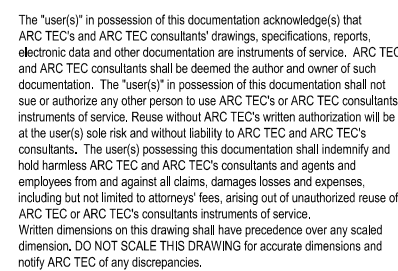 The "user(s)" in possession of this documentation acknowledge(s) that
ARC TEC's and ARC TEC consultants' drawings, specifications, reports,
electronic data and other documentation are instruments of service. ARC TEC
and ARC TEC consultants shall be deemed the author and owner of such
documentation. The "user(s)" in possession of this documentation shall not
sue or authorize any other person to use ARC TEC's or ARC TEC consultants
instruments of service. Reuse without ARC TEC's written authorization will be
at the user(s) sole risk and without liability to ARC TEC and ARC TEC's
consultants. The user(s) possessing this documentation shall indemnify and
hold harmless ARC TEC and ARC TEC's consultants and agents and
employees from and against all claims, damages losses and expenses,
including but not limited to attorneys' fees, arising out of unauthorized reuse of
ARC TEC or ARC TEC's consultants instruments of service.
Written dimensions on this drawing shall have precedence over any scaled
dimension. DO NOT SCALE THIS DRAWING for accurate dimensions and
notify ARC TEC of any discrepancies.